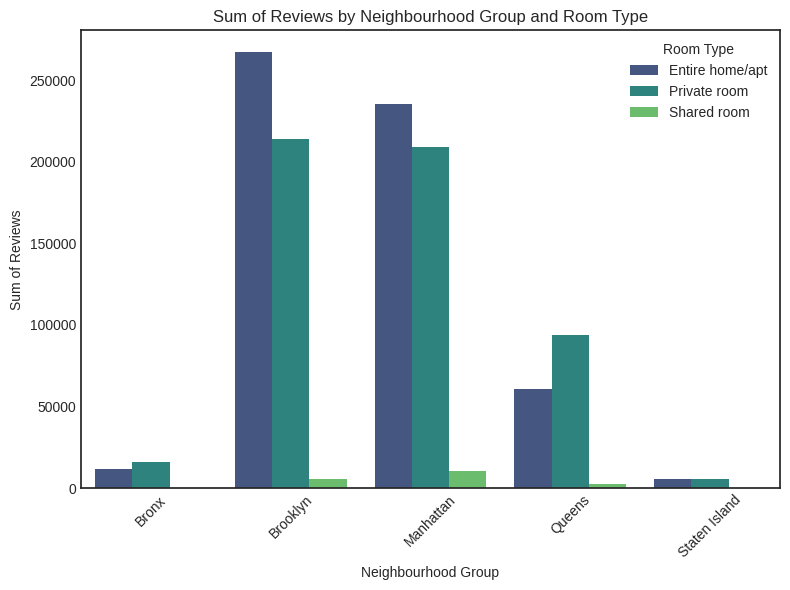 Sum of Reviews by Neighbourhood Group and Room Type
Room Type
Entire home/apt
Private room
Shared room
Sum of Reviews
250000
200000
150000
100000
50000
0
Bronx
Brooklyn
Manhattan
Queens
Staten Island
Neighbourhood Group